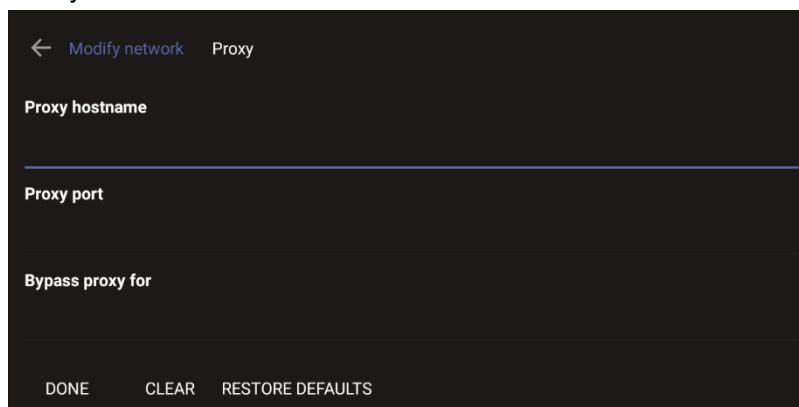 Modify network Proxy
Proxy hostname
Proxy port
Bypass proxy for
DONE CLEAR RESTORE DEFAULTS